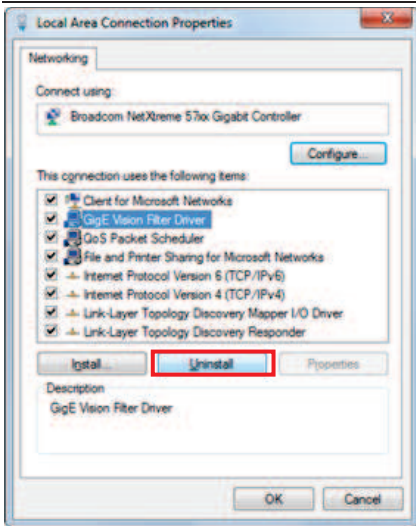 Local Area Connection Properties
Networking
Connect using:
Broadcom NetXtreme 57xx Gigabit Controller
Configure...
This connection uses the following items:
Client for Microsoft Networks
GigE Vision Filter Driver
QoS Packet Scheduler
File and Printer Sharing for Microsoft Networks
Internet Protocol Version 6 (TCP/IPv6)
Internet Protocol Version 4 (TCP/IPv4)
Link-Layer Topology Discovery Mapper I/O Driver
Link-Layer Topology Discovery Responder
Install... Uninstall Properties
Description
GigE Vision Filter Driver
OK Cancel